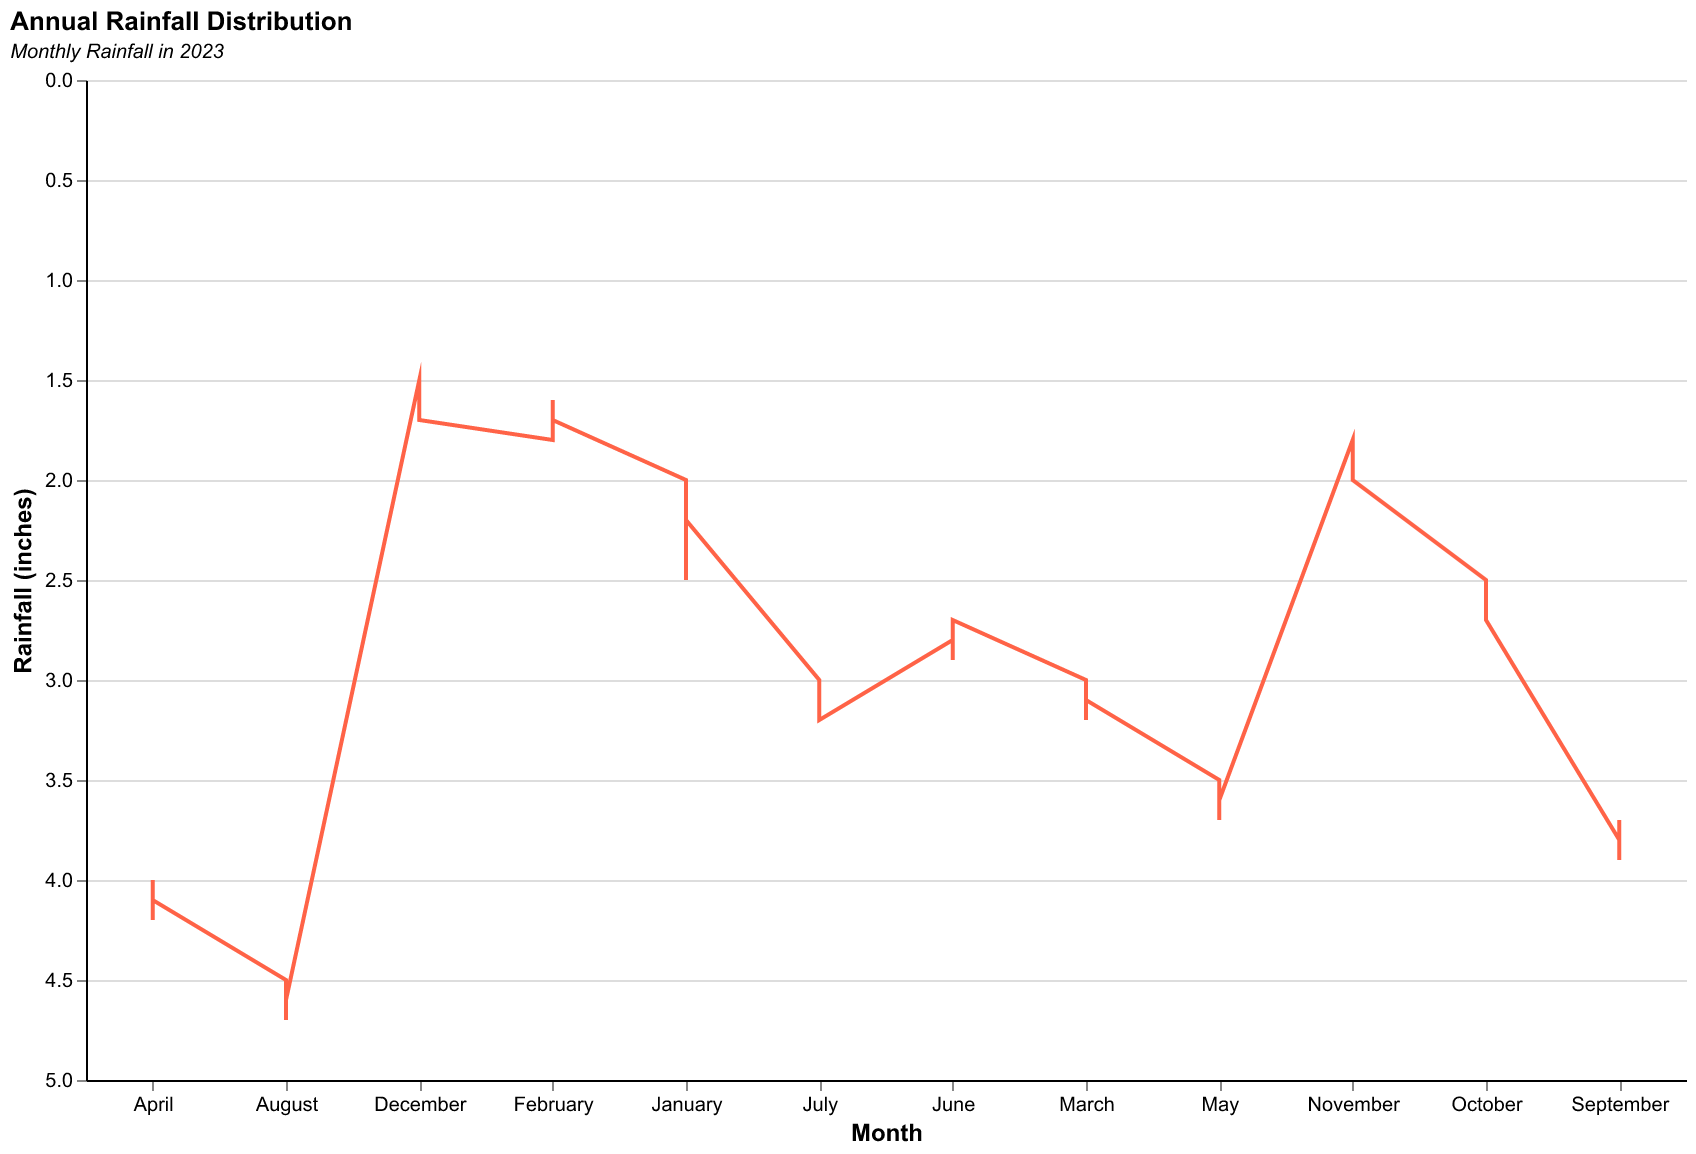 Annual Rainfall Distribution
Monthly Rainfall in 2023
0.0
0.5
1.0
1.5
2.0
2.5
3.0
3.5
4.0
4.5
5.0
Rainfall (inches)
April August December February January July June March May November October September
Month